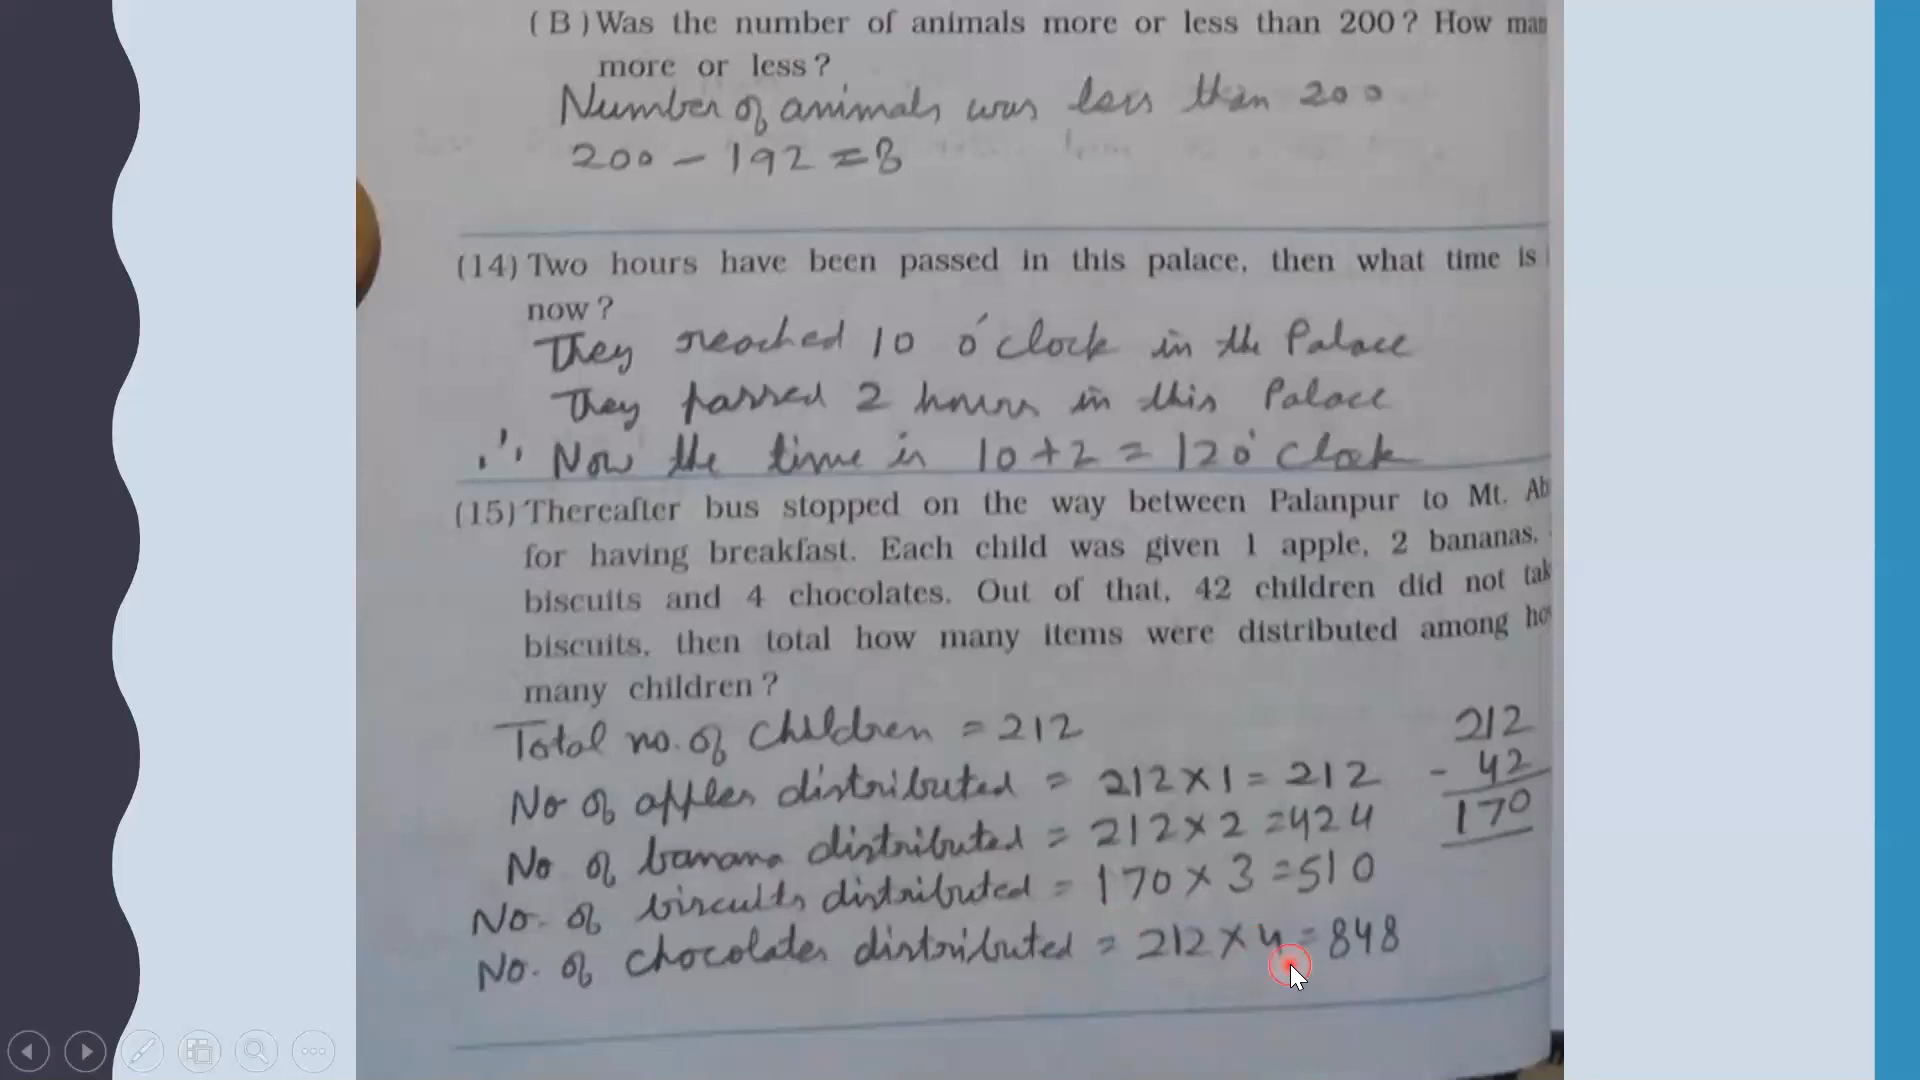 ( B ) Was the number of animals more or less than 200 ? How
more or less ?
Number of animals was less than 200
200 - 192 = 8
(14) Two hours have been passed in this palace, then what time is
now ?
They reached 10 o'clock in the Palace
They passed 2 hours in this Palace
∴ Now the time is 10 + 2 = 12 o'clock
(15) Thereafter bus stopped on the way between Palanpur to Mt.
for having breakfast. Each child was given 1 apple, 2 bananas,
biscuits and 4 chocolates. Out of that, 42 children did not
biscuits, then total how many items were distributed among
many children ?
Total no. of Children = 212
No of apples distributed = 212 × 1 = 212
No of banana distributed = 212 × 2 = 424
No. of biscuits distributed = 170 × 3 = 510
No. of chocolates distributed = 212 × 4 = 848
212
- 42
170